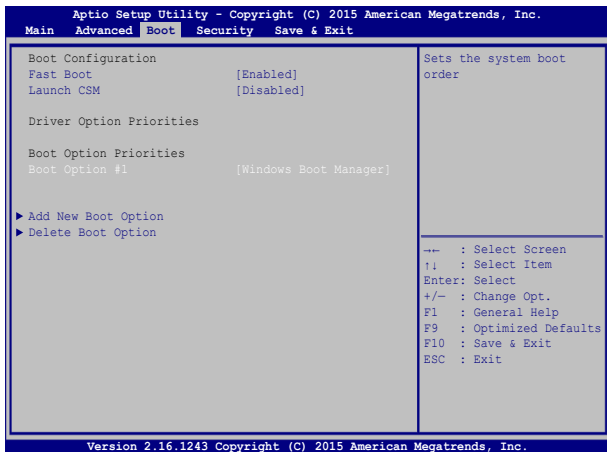 Aptio Setup Utility - Copyright (C) 2015 American Megatrends, Inc.
Main Advanced Boot Security Save & Exit
Boot Configuration
Fast Boot [Enabled]
Launch CSM [Disabled]
Driver Option Priorities
Boot Option Priorities
Boot Option #1 [Windows Boot Manager]
▶ Add New Boot Option
▶ Delete Boot Option
Sets the system boot
order
→← : Select Screen
↑↓ : Select Item
Enter: Select
+/— : Change Opt.
F1 : General Help
F9 : Optimized Defaults
F10 : Save & Exit
ESC : Exit
Version 2.16.1243 Copyright (C) 2015 American Megatrends, Inc.